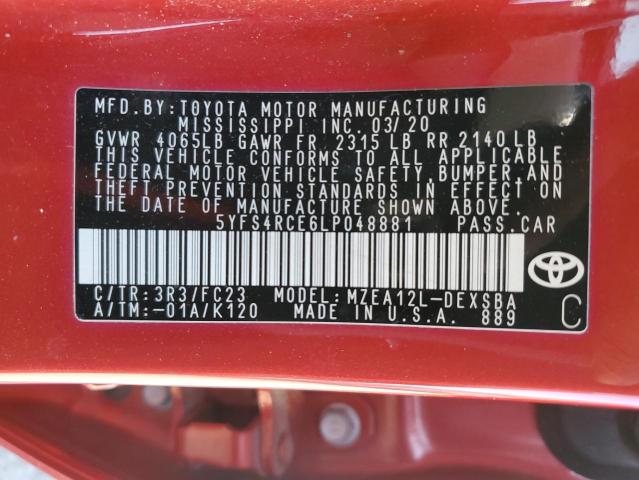 MFD.BY:TOYOTA MOTOR MANUFACTURING
MISSISSIPPI INC. 03/20
GVWR 4065LB GAWR FR 2315 LB RR 2140 LB
THIS VEHICLE CONFORMS TO ALL APPLICABLE
FEDERAL MOTOR VEHICLE SAFETY,BUMPER,AND
THEFT PREVENTION STANDARDS IN EFFECT ON
THE DATE OF MANUFACTURE SHOWN ABOVE.
5YFS4RCE6LP048881 PASS.CAR
C/TR:3R3/FC23 MODEL:MZEA12L-DEXSBA
A/TM:-01A/K120 MADE IN U.S.A. 889
C